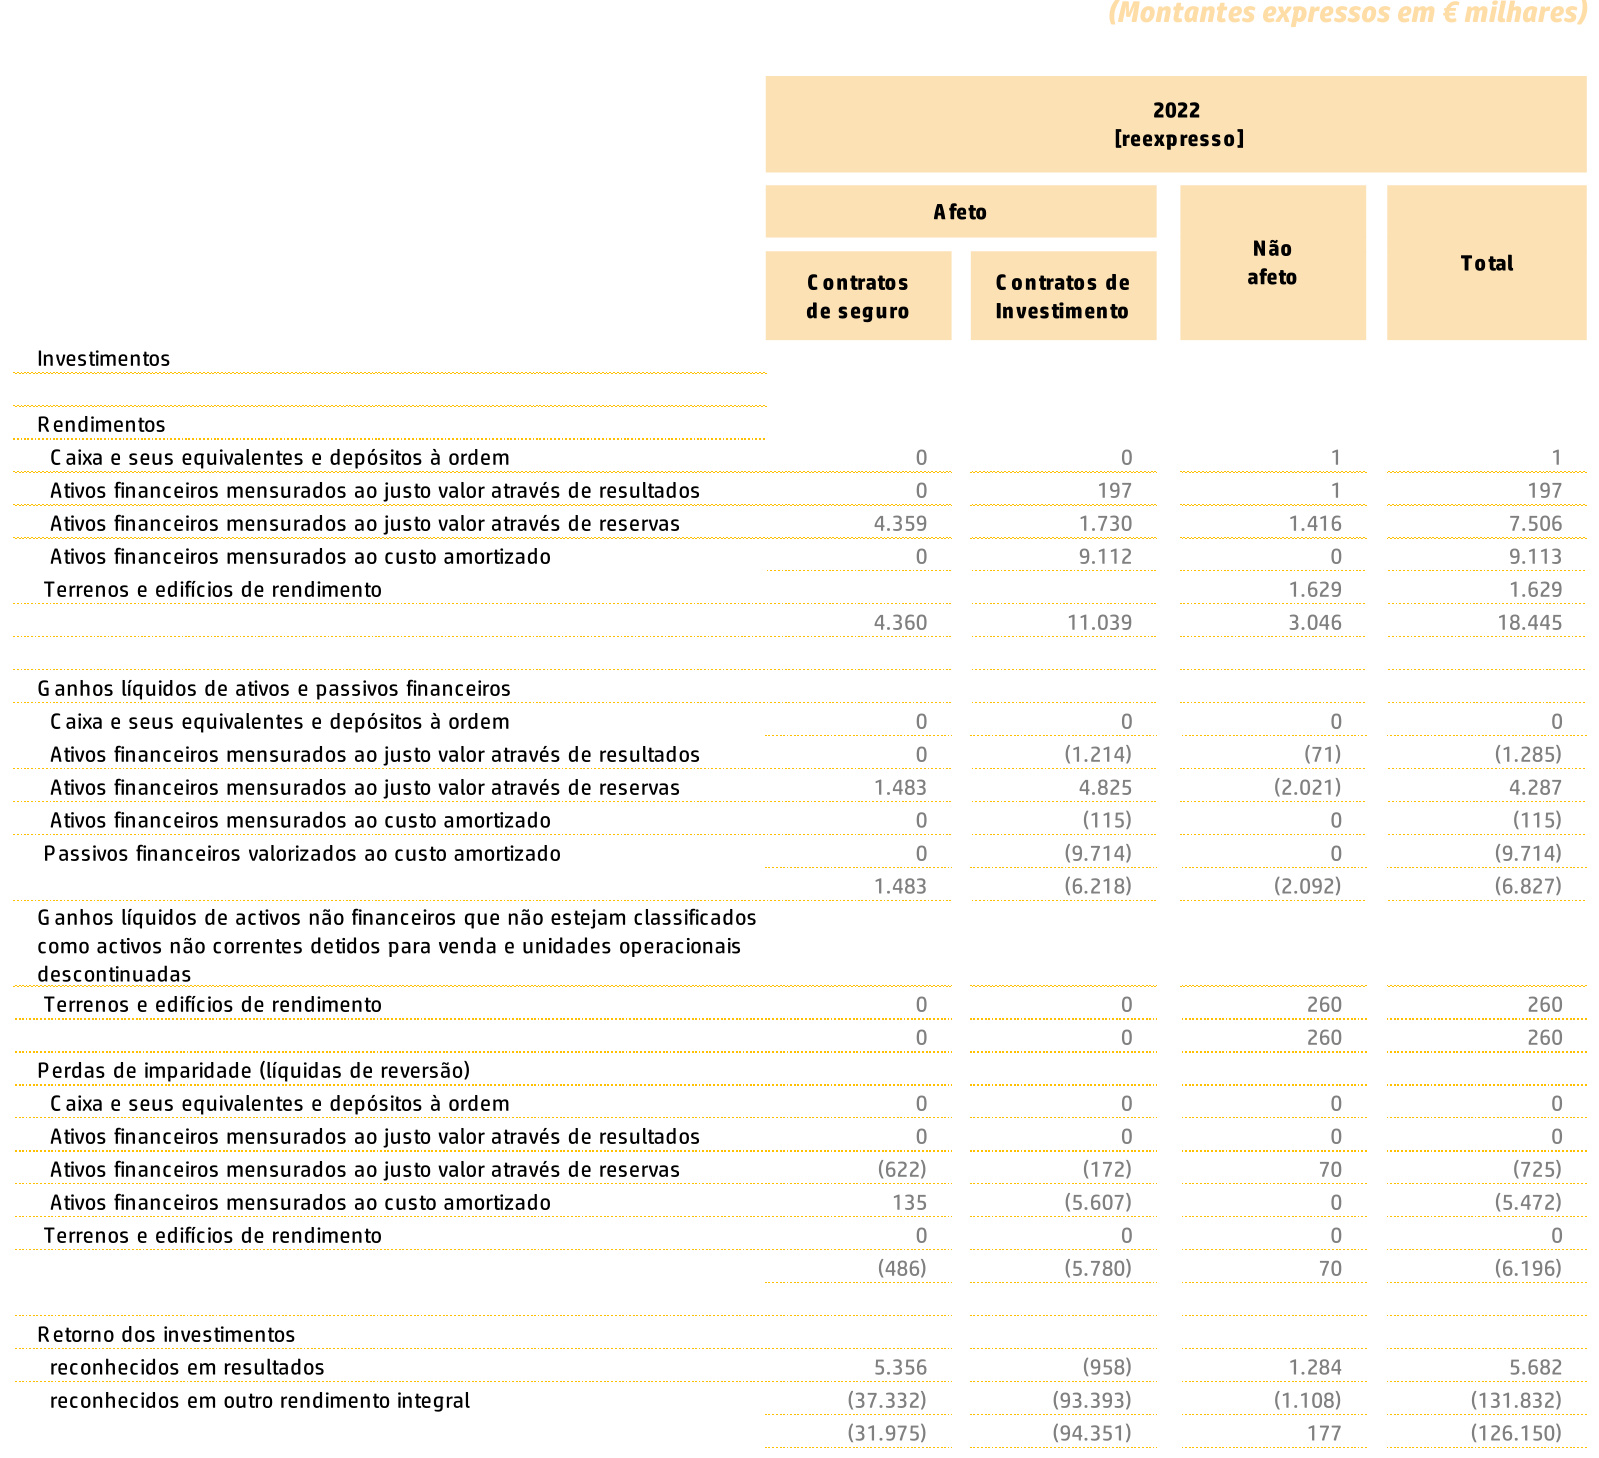 (Montantes expressos em € milhares)
2022
[reexpresso]
Afeto
Não
afeto
Total
Contratos
de seguro
Contratos de
Investimento
Investimentos
Rendimentos
Caixa e seus equivalentes e depósitos à ordem 0 0 1 1
Ativos financeiros mensurados ao justo valor através de resultados 0 197 1 197
Ativos financeiros mensurados ao justo valor através de reservas 4.359 1.730 1.416 7.506
Ativos financeiros mensurados ao custo amortizado 0 9.112 0 9.113
Terrenos e edifícios de rendimento 1.629 1.629
4.360 11.039 3.046 18.445
Ganhos líquidos de ativos e passivos financeiros
Caixa e seus equivalentes e depósitos à ordem 0 0 0 0
Ativos financeiros mensurados ao justo valor através de resultados 0 (1.214) (71) (1.285)
Ativos financeiros mensurados ao justo valor através de reservas 1.483 4.825 (2.021) 4.287
Ativos financeiros mensurados ao custo amortizado 0 (115) 0 (115)
Passivos financeiros valorizados ao custo amortizado 0 (9.714) 0 (9.714)
1.483 (6.218) (2.092) (6.827)
Ganhos líquidos de activos não financeiros que não estejam classificados
como activos não correntes detidos para venda e unidades operacionais
descontinuadas
Terrenos e edifícios de rendimento 0 0 260 260
0 0 260 260
Perdas de imparidade (líquidas de reversão)
Caixa e seus equivalentes e depósitos à ordem 0 0 0 0
Ativos financeiros mensurados ao justo valor através de resultados 0 0 0 0
Ativos financeiros mensurados ao justo valor através de reservas (622) (172) 70 (725)
Ativos financeiros mensurados ao custo amortizado 135 (5.607) 0 (5.472)
Terrenos e edifícios de rendimento 0 0 0 0
(486) (5.780) 70 (6.196)
Retorno dos investimentos
reconhecidos em resultados 5.356 (958) 1.284 5.682
reconhecidos em outro rendimento integral (37.332) (93.393) (1.108) (131.832)
(31.975) (94.351) 177 (126.150)